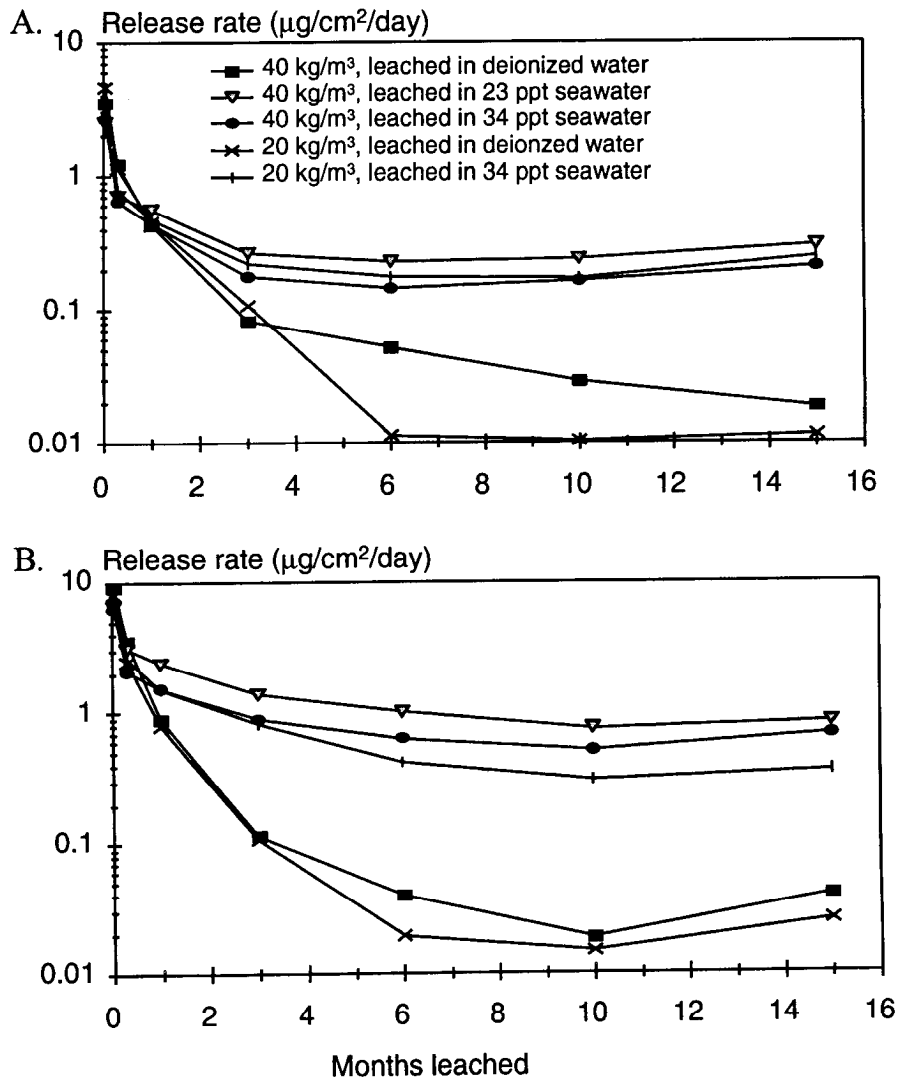 A. Release rate (μg/cm²/day)
10
40 kg/m³, leached in deionized water
40 kg/m³, leached in 23 ppt seawater
40 kg/m³, leached in 34 ppt seawater
20 kg/m³, leached in deionzed water
20 kg/m³, leached in 34 ppt seawater
1
0.1
0.01
0 2 4 6 8 10 12 14 16
B. Release rate (μg/cm²/day)
10
1
0.1
0.01
0 2 4 6 8 10 12 14 16
Months leached